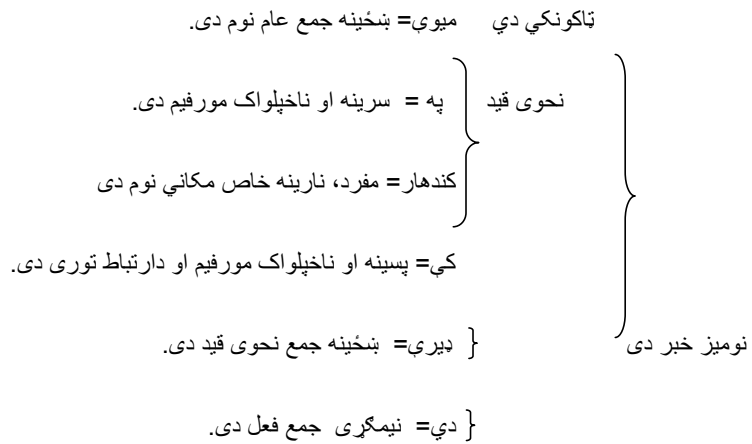 ټاکونکي دي میوې= ښځینه جمع عام نوم دی.
نحوی قید په = سرینه او ناخپلواک مورفیم دی.
کندهار= مفرد، نارینه خاص مکاني نوم دی
کې= پسینه او ناخپلواک مورفیم او دارتباط توری دی.
نومیز خبر دی ډیرې= ښځینه جمع نحوی قید دی.
دي= نیمګړی جمع فعل دی.